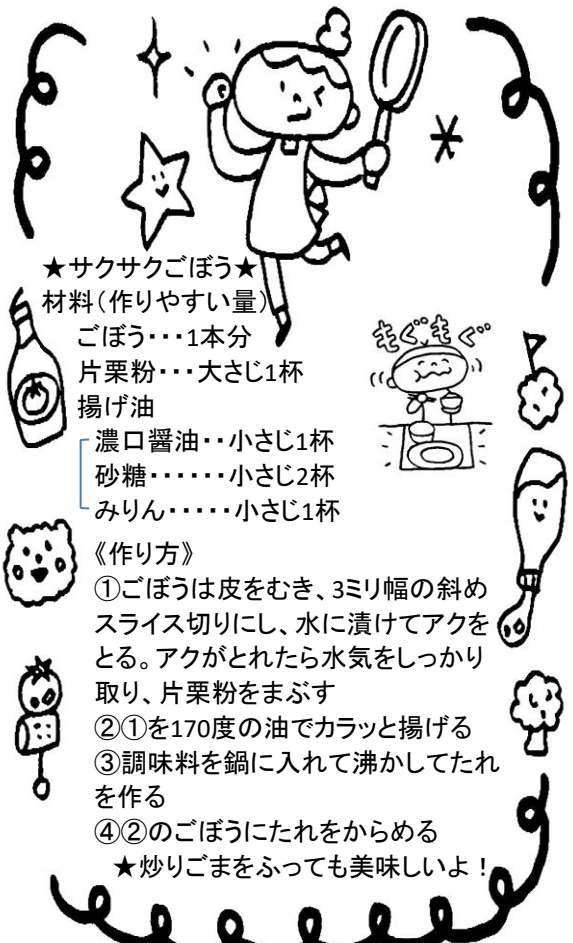 ★サクサクごぼう★
材料(作りやすい量)
ごぼう・・・1本分
片栗粉・・・大さじ1杯
揚げ油
濃口醤油・・小さじ1杯
砂糖・・・・・・小さじ2杯
みりん・・・・・小さじ1杯
もぐもぐ
《作り方》
①ごぼうは皮をむき、3ミリ幅の斜め
スライス切りにし、水に漬けてアクを
とる。アクがとれたら水気をしっかり
取り、片栗粉をまぶす
②①を170度の油でカラッと揚げる
③調味料を鍋に入れて沸かしてたれ
を作る
④②のごぼうにたれをからめる
★炒りごまをふっても美味しいよ!